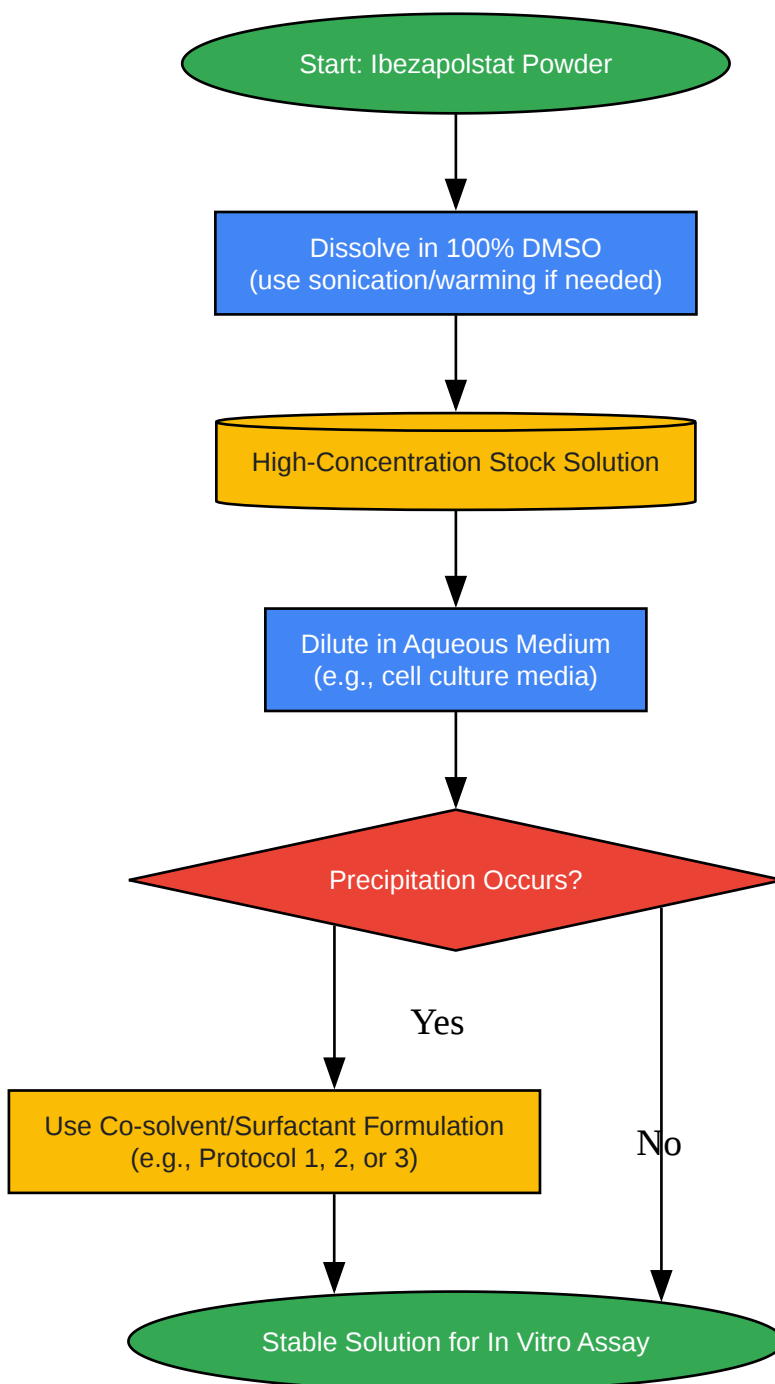 Start: Ibezapolstat Powder
Dissolve in 100% DMSO
(use sonication/warming if needed)
High-Concentration Stock Solution
Dilute in Aqueous Medium
(e.g., cell culture media)
Precipitation Occurs?
Yes
Use Co-solvent/Surfactant Formulation
(e.g., Protocol 1, 2, or 3)
No
Stable Solution for In Vitro Assay